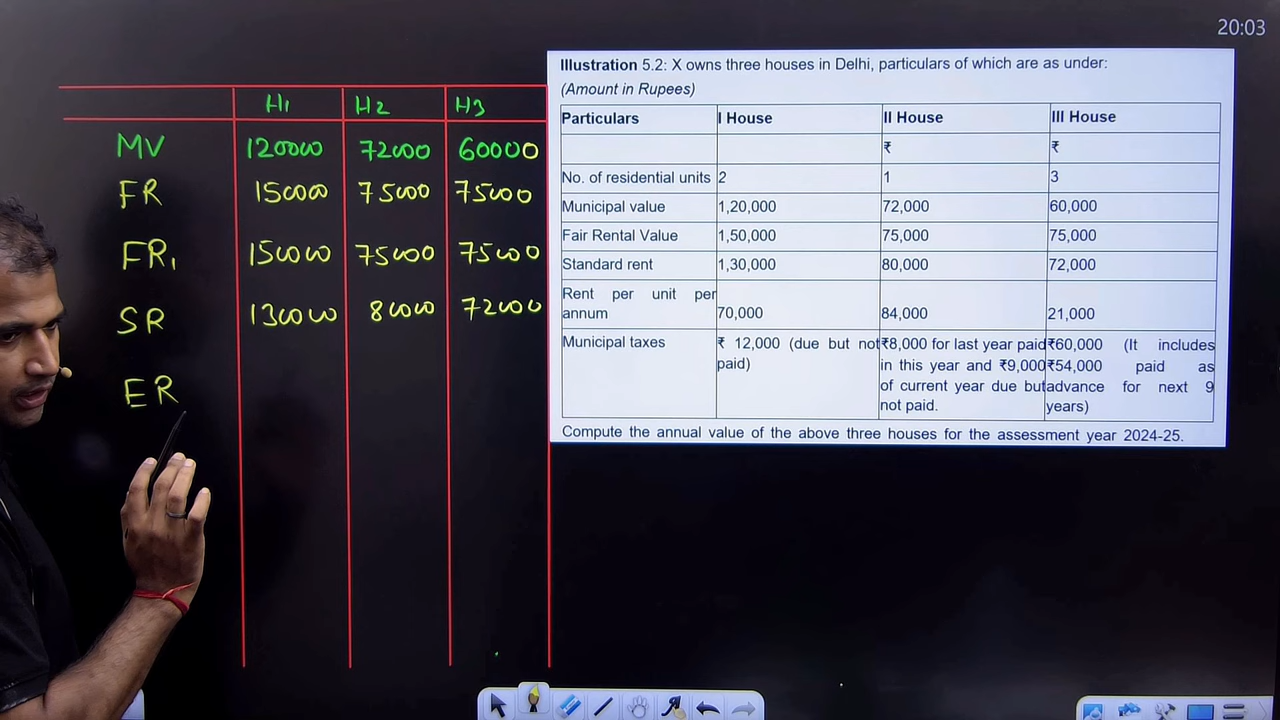 20:03
H1 H2 H3
MV 120000 72000 60000
FR 150000 75000 75000
FR1 150000 75000 75000
SR 130000 80000 72000
ER
Illustration 5.2: X owns three houses in Delhi, particulars of which are as under:
(Amount in Rupees)
Particulars I House II House III House
₹ ₹
No. of residential units 2 1 3
Municipal value 1,20,000 72,000 60,000
Fair Rental Value 1,50,000 75,000 75,000
Standard rent 1,30,000 80,000 72,000
Rent per unit per
annum 70,000 84,000 21,000
Municipal taxes ₹ 12,000 (due but not ₹8,000 for last year paid ₹60,000 (It includes
paid) in this year and ₹9,000 ₹54,000 paid as
of current year due but advance for next 9
not paid. years)
Compute the annual value of the above three houses for the assessment year 2024-25.